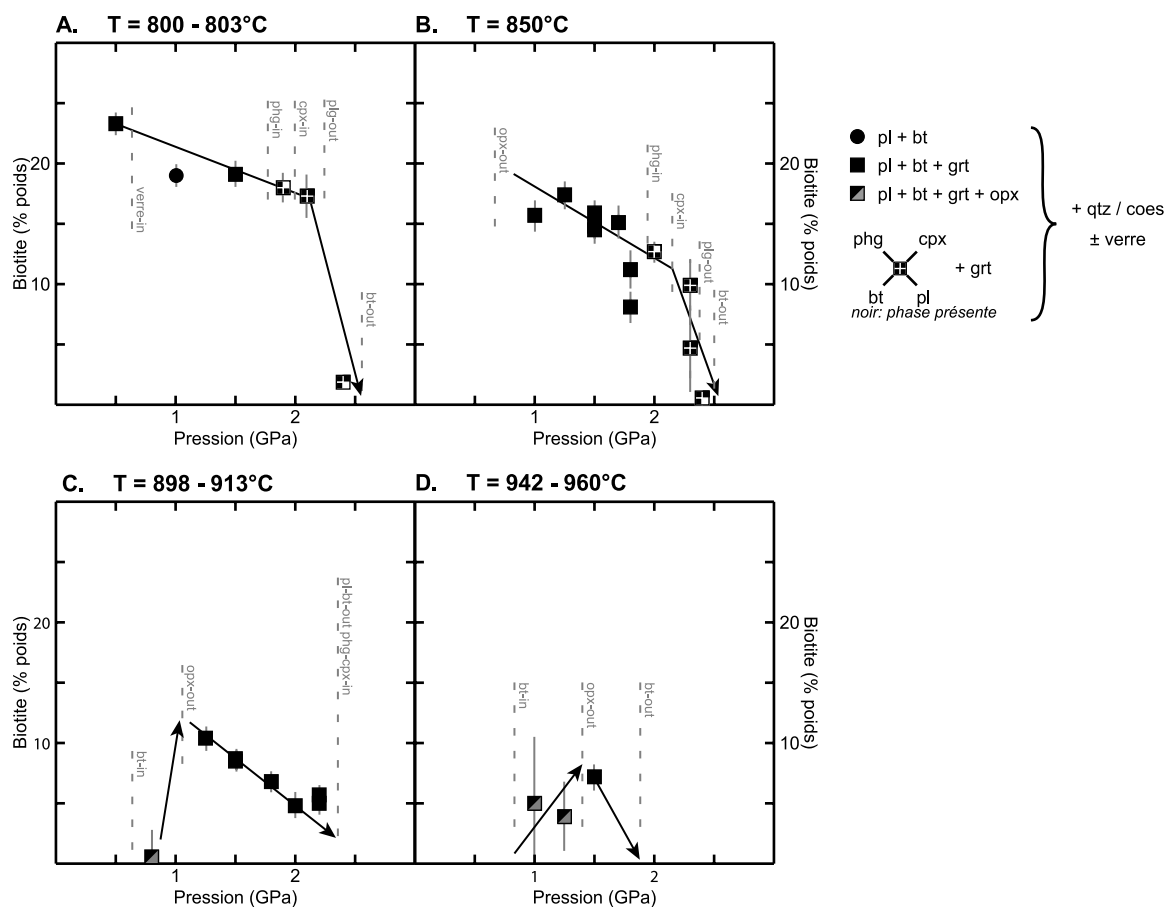 A. T = 800 - 803°C
Biotite (% poids)
20
10
verre-in
phg-in
cpx-in
plg-out
bt-out
1
2
Pression (GPa)
B. T = 850°C
opx-out
phg-in
cpx-in
plg-out
bt-out
20
10
Biotite (% poids)
1
2
Pression (GPa)
pl + bt
pl + bt + grt
pl + bt + grt + opx
phg
cpx
+ grt
bt
pl
noir: phase présente
+ qtz / coes
± verre
C. T = 898 - 913°C
Biotite (% poids)
20
10
bt-in
opx-out
pl-bt-out phg-cpx-in
1
2
Pression (GPa)
D. T = 942 - 960°C
bt-in
opx-out
bt-out
20
10
Biotite (% poids)
1
2
Pression (GPa)